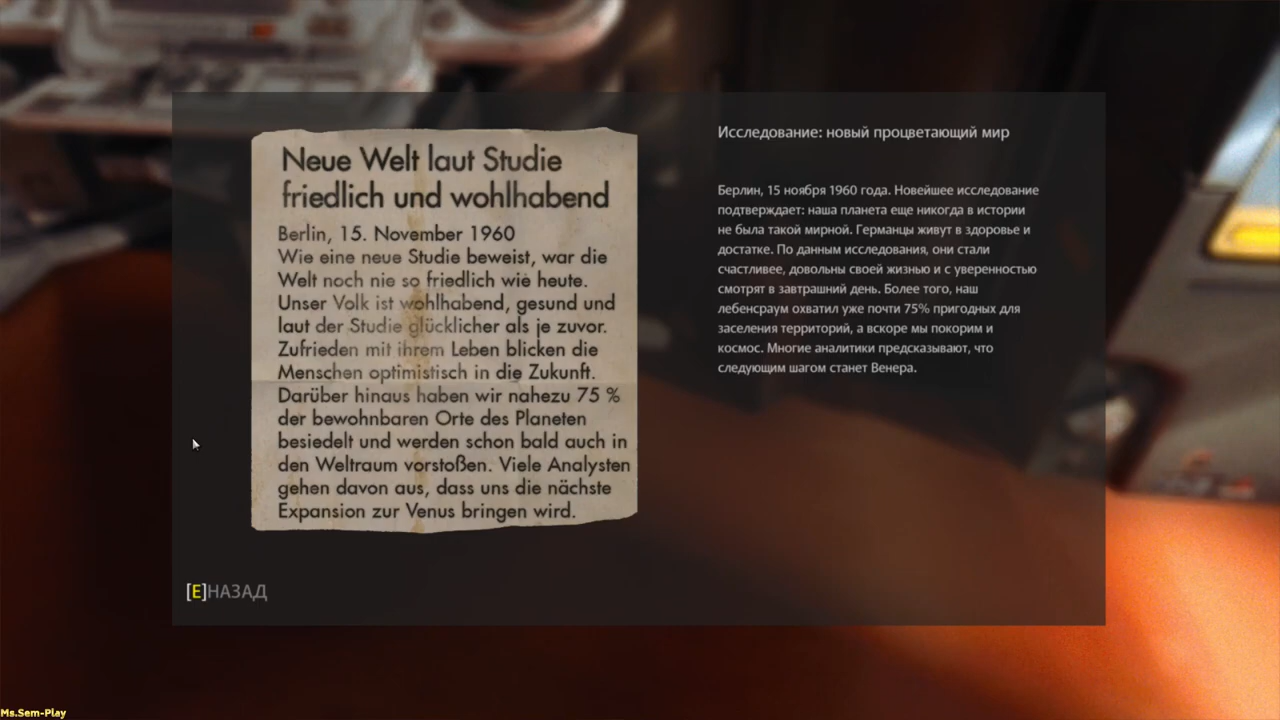 Neue Welt laut Studie
friedlich und wohlhabend
Berlin, 15. November 1960
Wie eine neue Studie beweist, war die
Welt noch nie so friedlich wie heute.
Unser Volk ist wohlhabend, gesund und
laut der Studie glücklicher als je zuvor.
Zufrieden mit ihrem Leben blicken die
Menschen optimistisch in die Zukunft.
Darüber hinaus haben wir nahezu 75 %
der bewohnbaren Orte des Planeten
besiedelt und werden schon bald auch in
den Weltraum vorstoßen. Viele Analysten
gehen davon aus, dass uns die nächste
Expansion zur Venus bringen wird.
Исследование: новый процветающий мир
Берлин, 15 ноября 1960 года. Новейшее исследование
подтверждает: наша планета еще никогда в истории
не была такой мирной. Германцы живут в здоровье и
достатке. По данным исследования, они стали
счастливее, довольны своей жизнью и с уверенностью
смотрят в завтрашний день. Более того, наш
лебенсраум охватил уже почти 75% пригодных для
заселения территорий, а вскоре мы покорим и
космос. Многие аналитики предсказывают, что
следующим шагом станет Венера.
[E]НАЗАД
Ms.Sem-Play